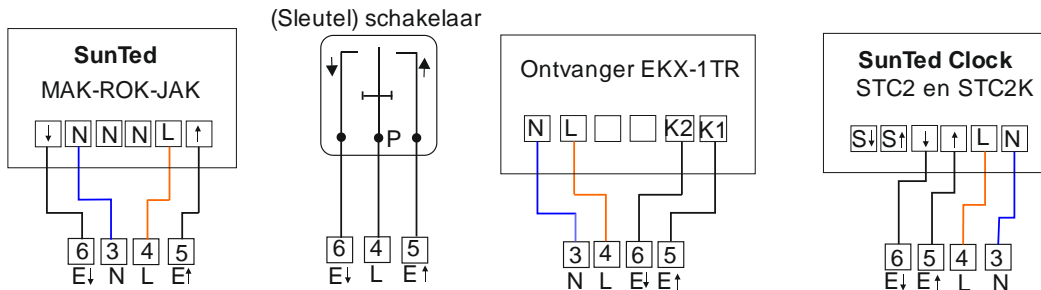 (Sleutel) schakelaar
SunTed
MAK-ROK-JAK
↓ N N N L ↑
6 3 4 5
E↓ N L E↑
↓ ↑
P
6 4 5
E↓ L E↑
Ontvanger EKX-1TR
N L K2 K1
3 4 6 5
N L E↓ E↑
SunTed Clock
STC2 en STC2K
S↓ S↑ ↓ ↑ L N
6 5 4 3
E↓ E↑ L N